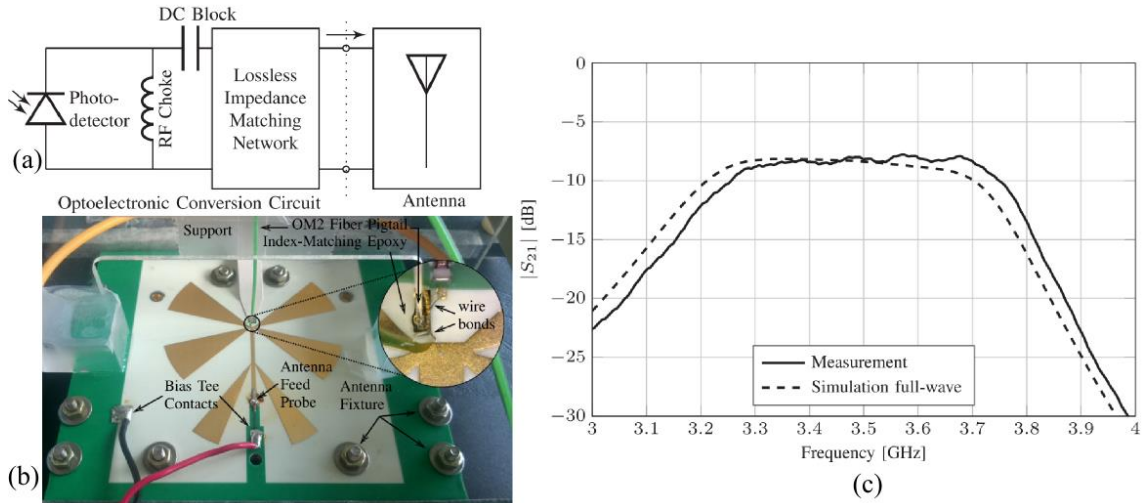 DC Block
Photo-
detector
RF Choke
Lossless
Impedance
Matching
Network
Optoelectronic Conversion Circuit
Antenna
(a)
Support
OM2 Fiber Pigtail
Index-Matching Epoxy
wire
bonds
Bias Tee
Contacts
Antenna
Feed
Probe
Antenna
Fixture
(b)
0
−5
−10
−15
−20
−25
−30
|S21| [dB]
Measurement
Simulation full-wave
3 3.1 3.2 3.3 3.4 3.5 3.6 3.7 3.8 3.9 4
Frequency [GHz]
(c)